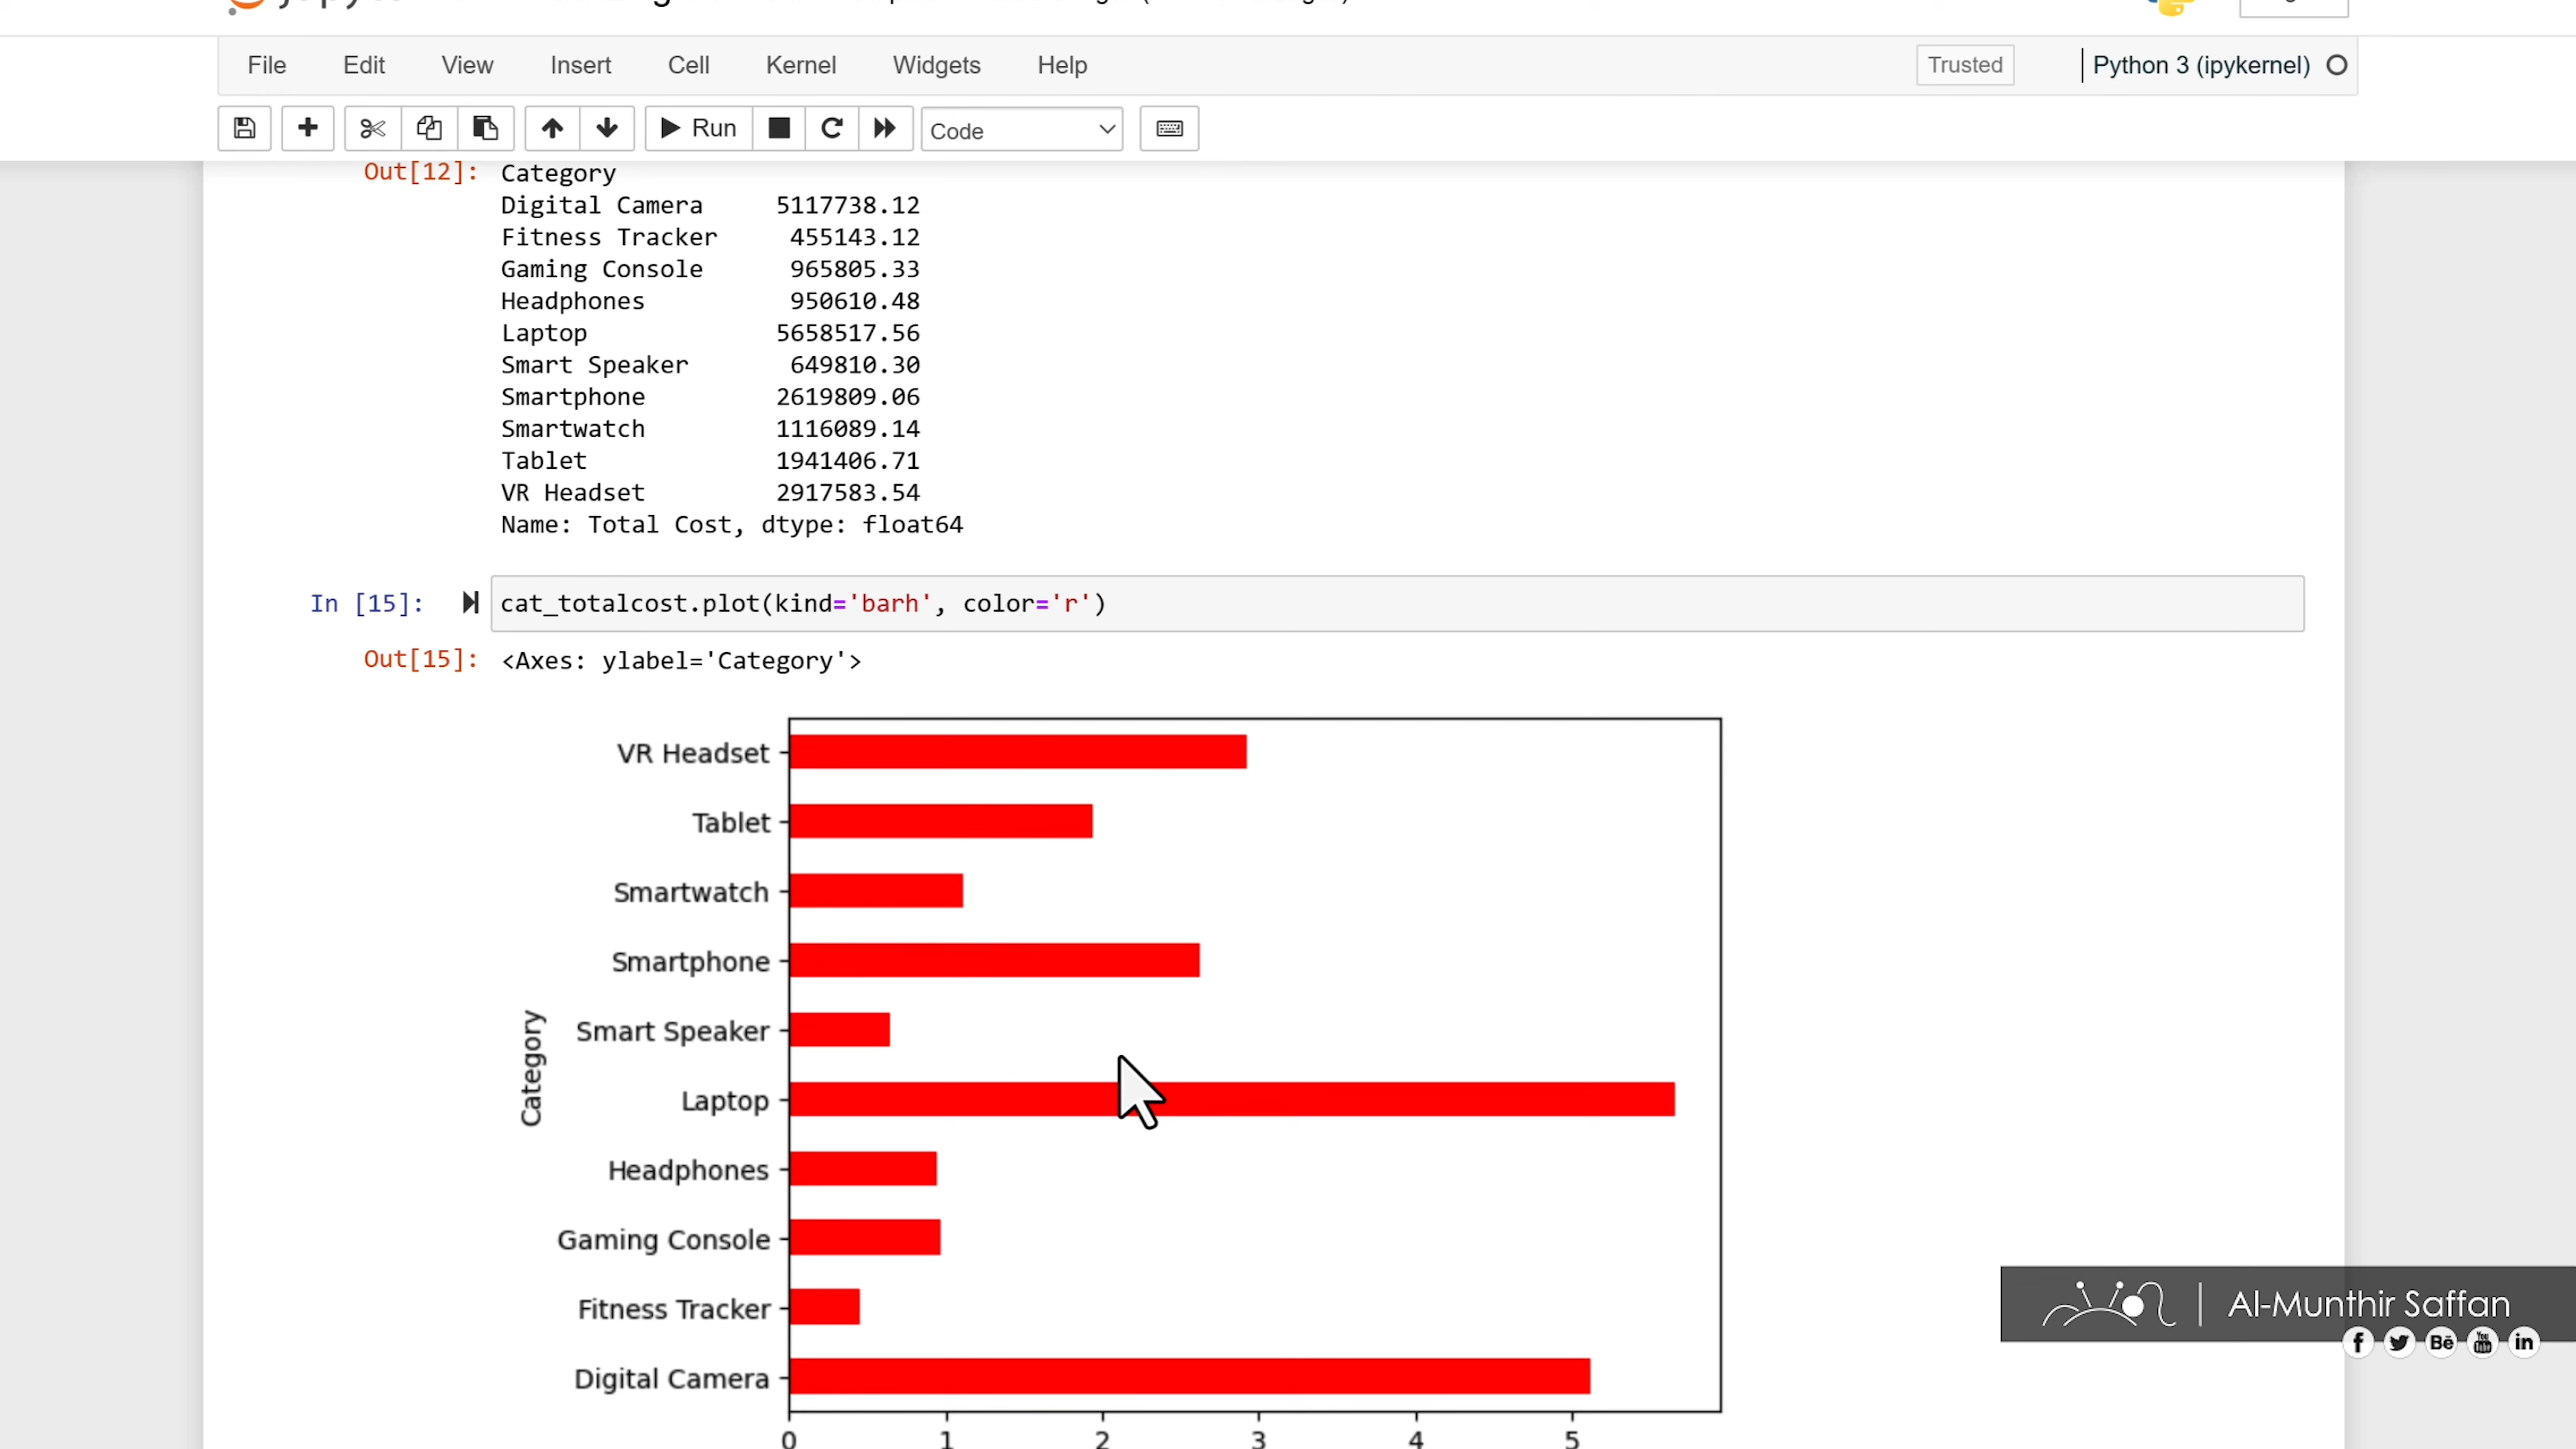 File Edit View Insert Cell Kernel Widgets Help Trusted Python 3 (ipykernel)
Run Code
Out[12]: Category
Digital Camera 5117738.12
Fitness Tracker 455143.12
Gaming Console 965805.33
Headphones 950610.48
Laptop 5658517.56
Smart Speaker 649810.30
Smartphone 2619809.06
Smartwatch 1116089.14
Tablet 1941406.71
VR Headset 2917583.54
Name: Total Cost, dtype: float64
In [15]: cat_totalcost.plot(kind='barh', color='r')
Out[15]: <Axes: ylabel='Category'>
VR Headset
Tablet
Smartwatch
Smartphone
Smart Speaker
Category
Laptop
Headphones
Gaming Console
Fitness Tracker
Digital Camera
0 1 2 3 4 5
Al-Munthir Saffan
f Bē You Tube in